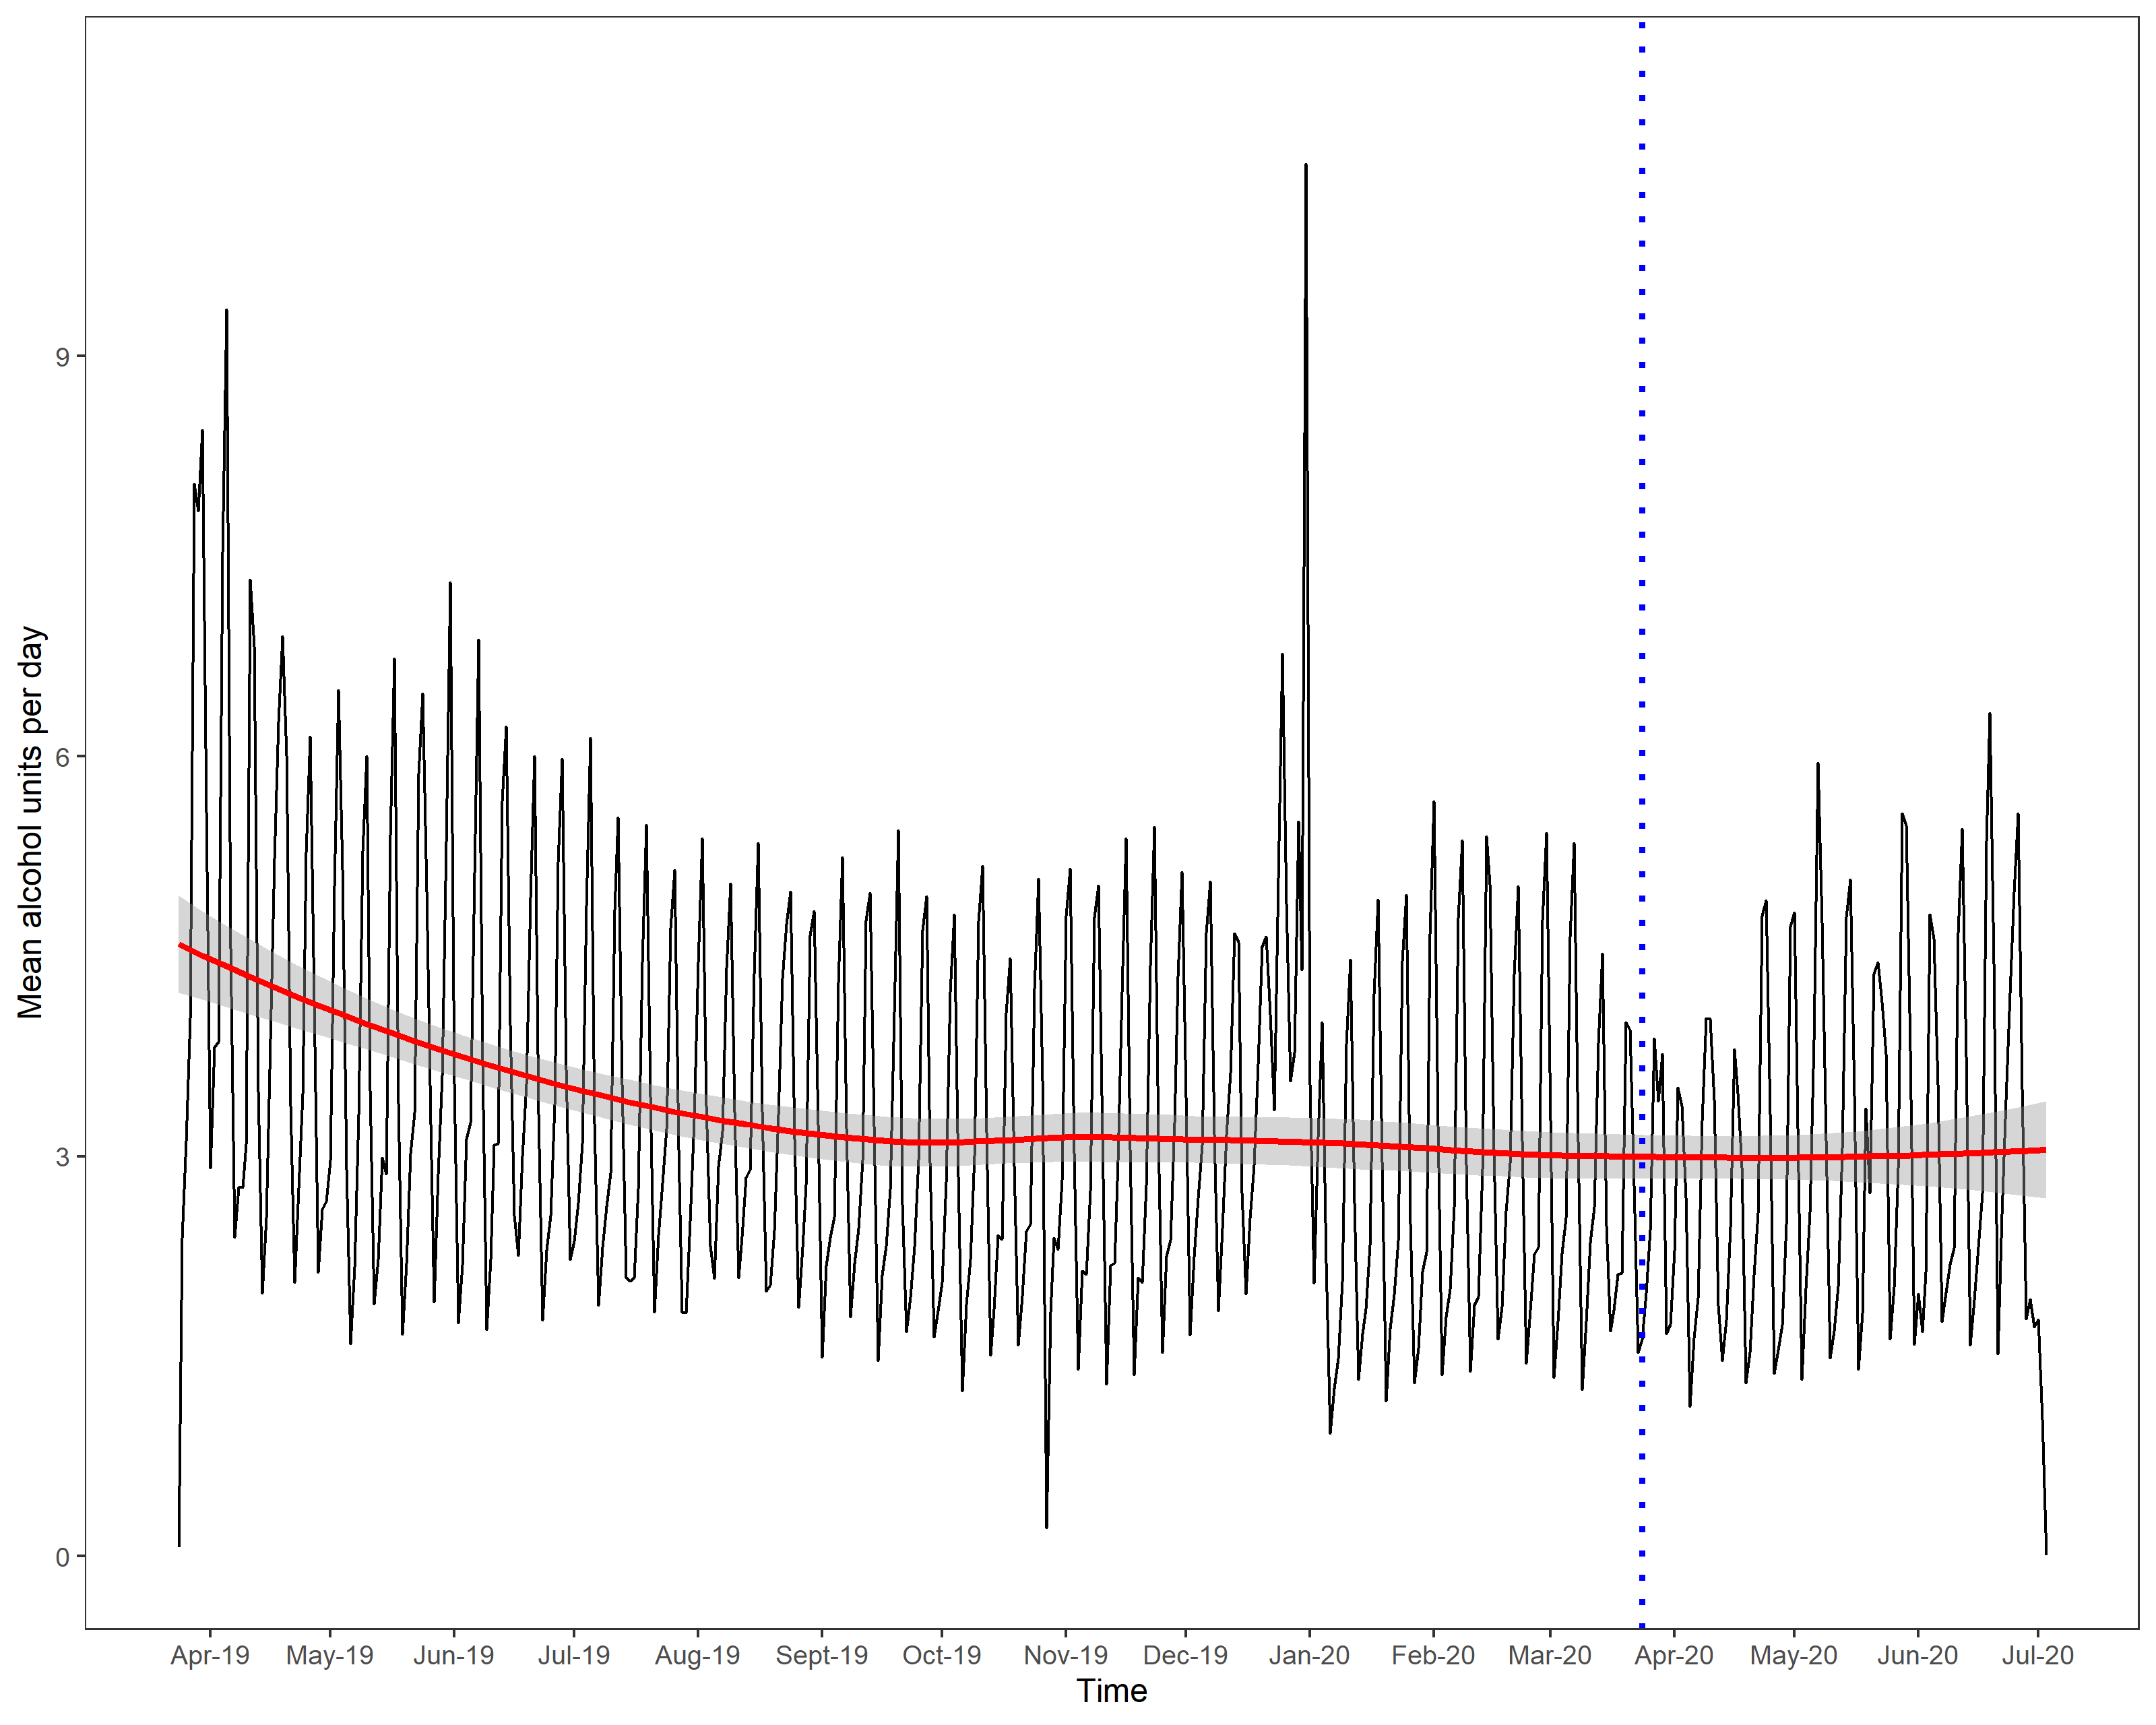 Mean alcohol units per day
9
6
3
0
Apr-19 May-19 Jun-19 Jul-19 Aug-19 Sept-19 Oct-19 Nov-19 Dec-19 Jan-20 Feb-20 Mar-20 Apr-20 May-20 Jun-20 Jul-20
Time